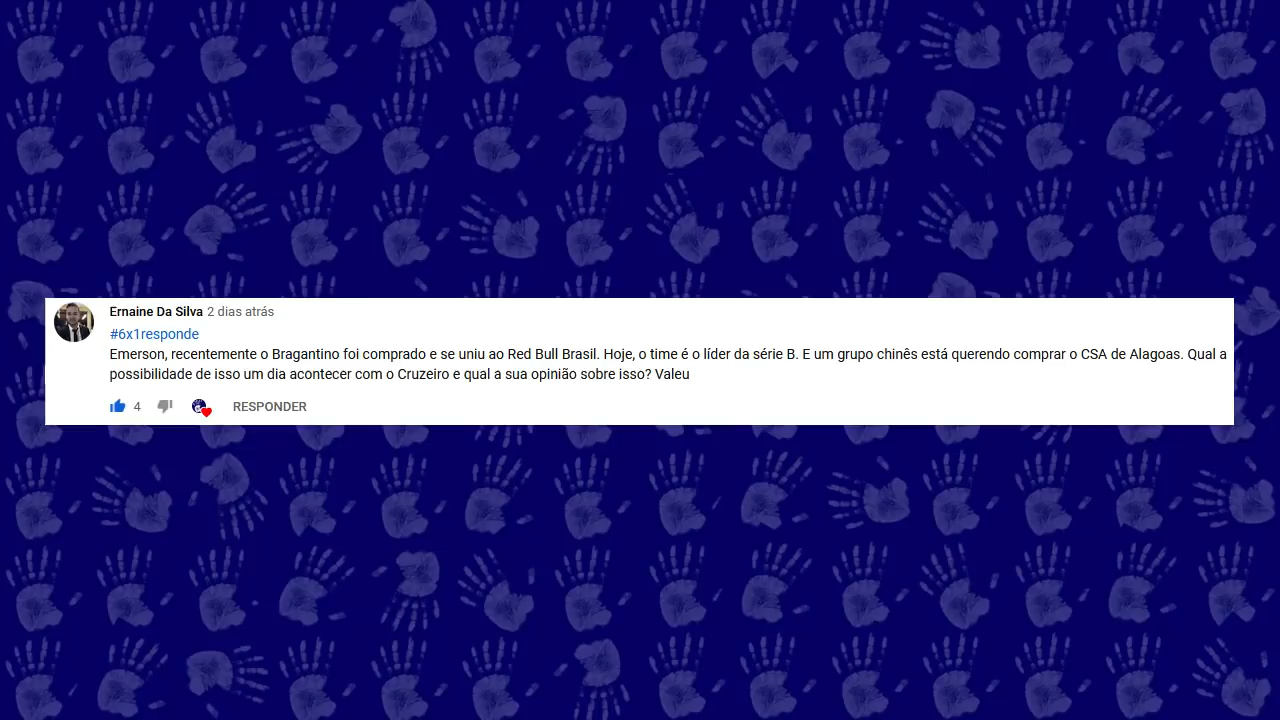 Ernaine Da Silva 2 dias atrás
#6x1responde
Emerson, recentemente o Bragantino foi comprado e se uniu ao Red Bull Brasil. Hoje, o time é o líder da série B. E um grupo chinês está querendo comprar o CSA de Alagoas. Qual a
possibilidade de isso um dia acontecer com o Cruzeiro e qual a sua opinião sobre isso? Valeu
4 RESPONDER